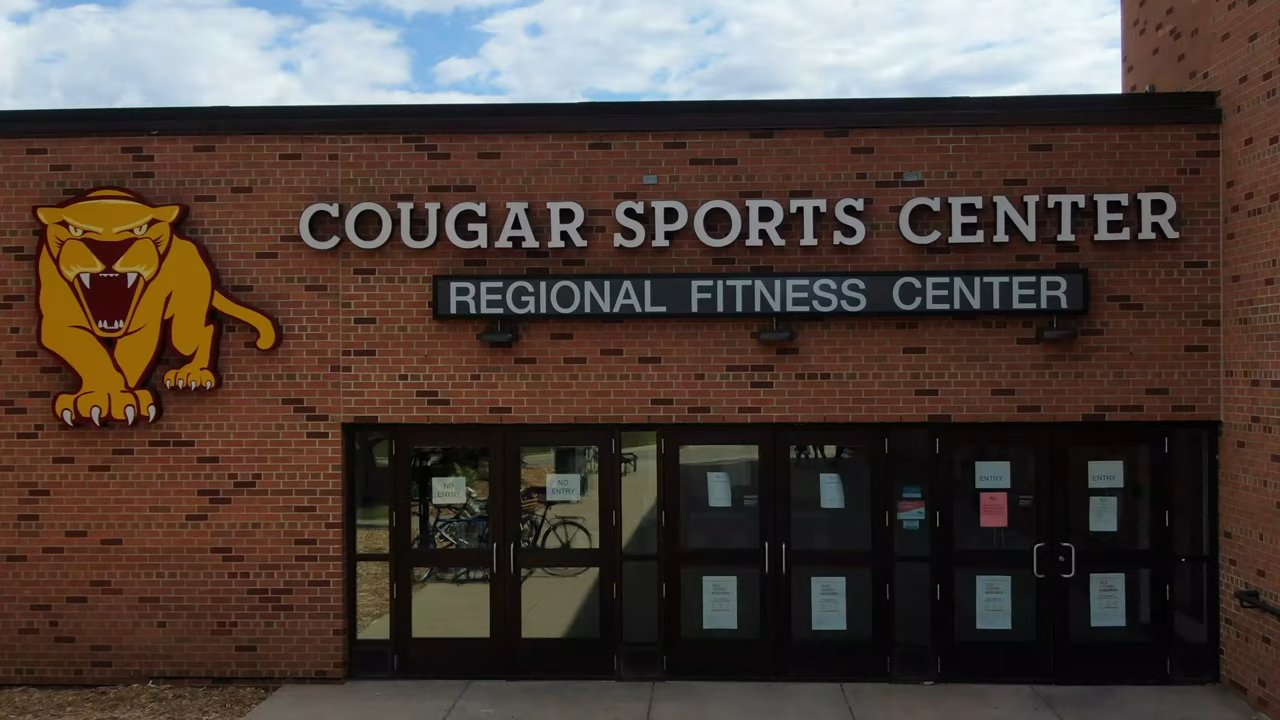 COUGAR SPORTS CENTER
REGIONAL FITNESS CENTER
NO
ENTRY
NO
ENTRY
ENTRY
ENTRY